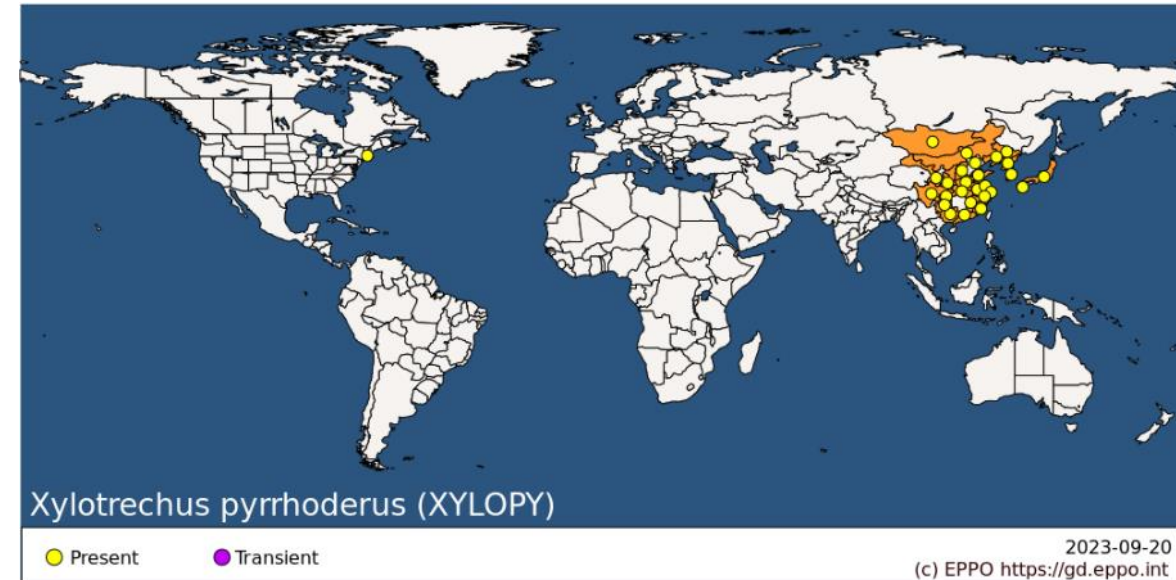 Xylotrechus pyrrhoderus (XYLOPY)
Present
Transient
2023-09-20
(c) EPPO https://gd.eppo.int